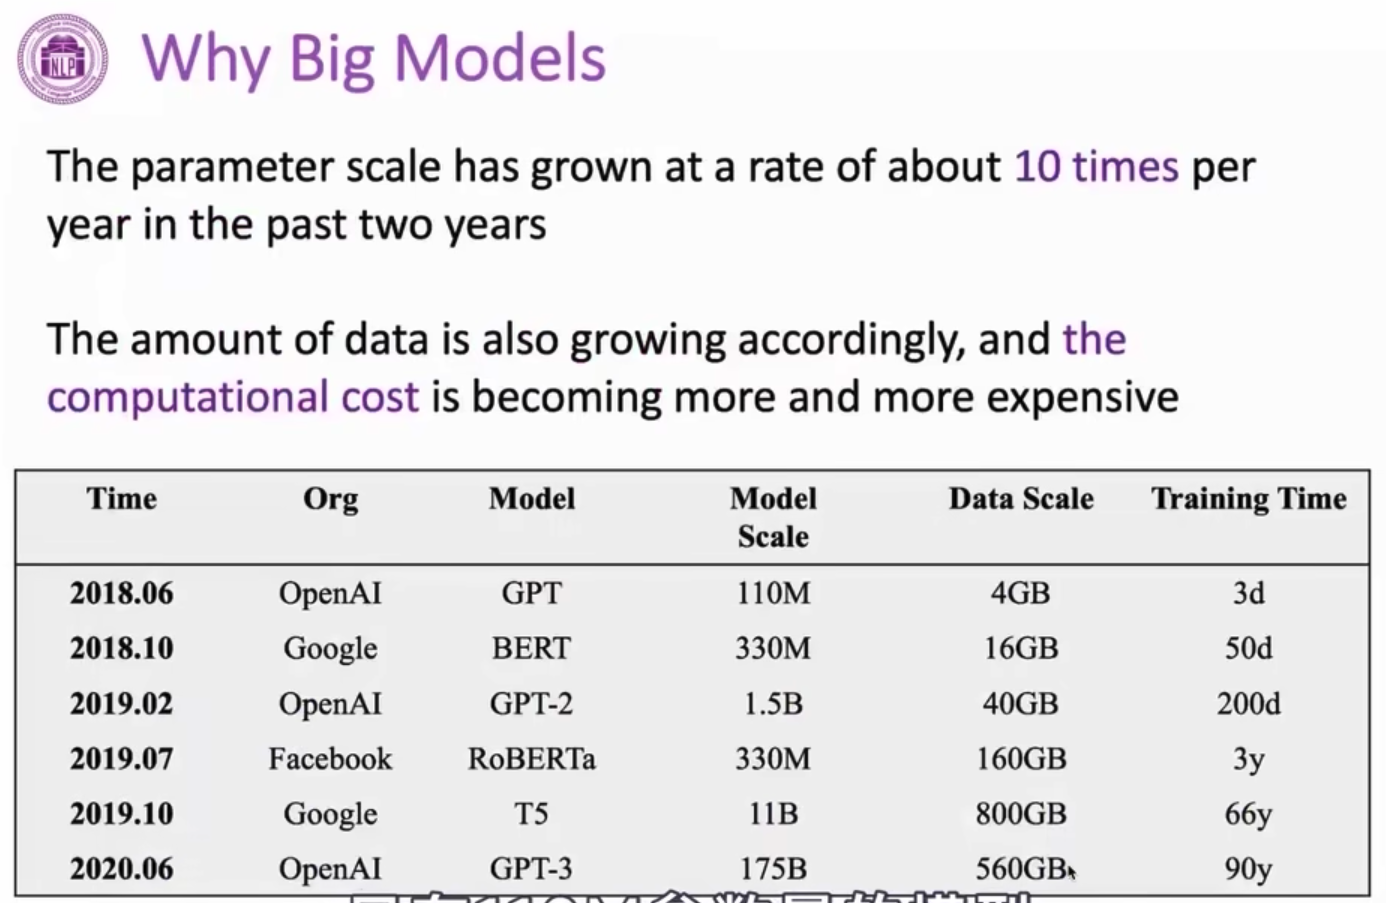 NLP
Why Big Models
The parameter scale has grown at a rate of about 10 times per
year in the past two years
The amount of data is also growing accordingly, and the
computational cost is becoming more and more expensive
Time Org Model Model Scale Data Scale Training Time
2018.06 OpenAI GPT 110M 4GB 3d
2018.10 Google BERT 330M 16GB 50d
2019.02 OpenAI GPT-2 1.5B 40GB 200d
2019.07 Facebook RoBERTa 330M 160GB 3y
2019.10 Google T5 11B 800GB 66y
2020.06 OpenAI GPT-3 175B 560GB 90y